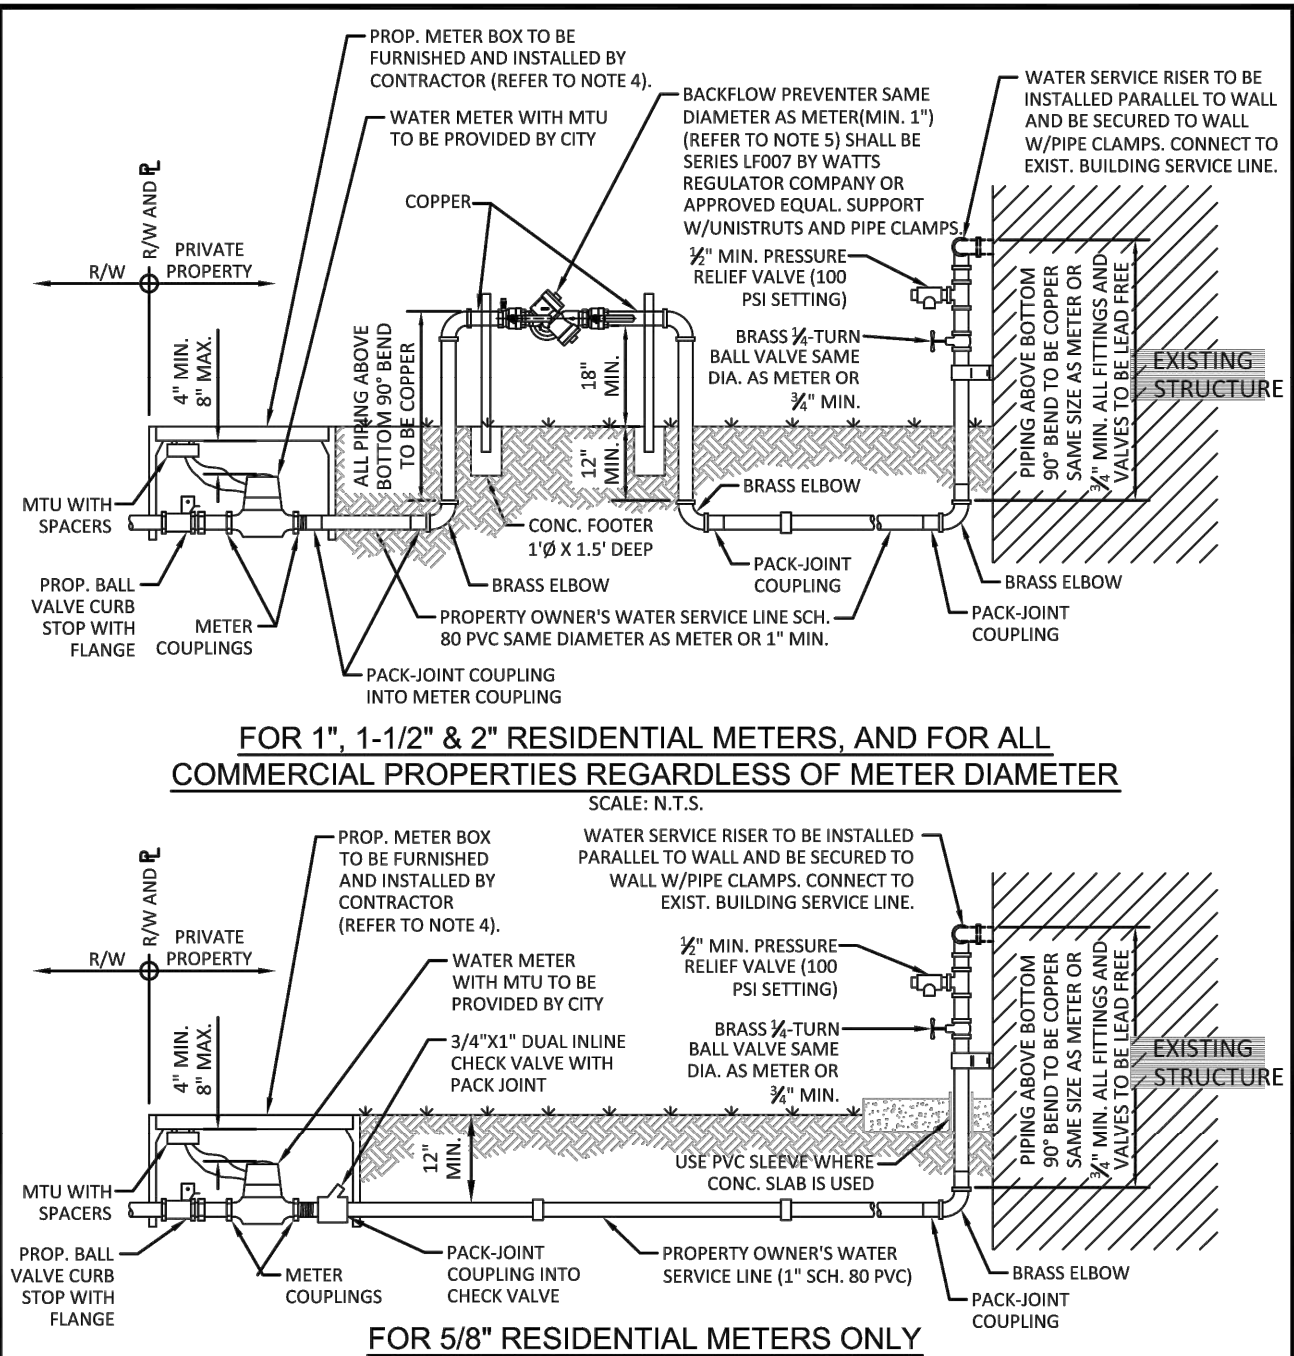 PROP. METER BOX TO BE
FURNISHED AND INSTALLED BY
CONTRACTOR (REFER TO NOTE 4).
WATER METER WITH MTU
TO BE PROVIDED BY CITY
BACKFLOW PREVENTER SAME
DIAMETER AS METER(MIN. 1")
(REFER TO NOTE 5) SHALL BE
SERIES LF007 BY WATTS
REGULATOR COMPANY OR
APPROVED EQUAL. SUPPORT
W/UNISTRUTS AND PIPE CLAMPS.
WATER SERVICE RISER TO BE
INSTALLED PARALLEL TO WALL
AND BE SECURED TO WALL
W/PIPE CLAMPS. CONNECT TO
EXIST. BUILDING SERVICE LINE.
COPPER
R/W AND PL
R/W
PRIVATE
PROPERTY
½" MIN. PRESSURE
RELIEF VALVE (100
PSI SETTING)
BRASS ¼-TURN
BALL VALVE SAME
DIA. AS METER OR
¾" MIN.
4" MIN.
8" MAX.
ALL PIPING ABOVE
BOTTOM 90° BEND
TO BE COPPER
18"
MIN.
12"
MIN.
PIPING ABOVE BOTTOM
90° BEND TO BE COPPER
SAME SIZE AS METER OR
¾" MIN. ALL FITTINGS AND
VALVES TO BE LEAD FREE
EXISTING
STRUCTURE
MTU WITH
SPACERS
PROP. BALL
VALVE CURB
STOP WITH
FLANGE
METER
COUPLINGS
CONC. FOOTER
1'Ø X 1.5' DEEP
BRASS ELBOW
BRASS ELBOW
PACK-JOINT
COUPLING
BRASS ELBOW
PACK-JOINT
COUPLING
PROPERTY OWNER'S WATER SERVICE LINE SCH.
80 PVC SAME DIAMETER AS METER OR 1" MIN.
PACK-JOINT COUPLING
INTO METER COUPLING
FOR 1", 1-1/2" & 2" RESIDENTIAL METERS, AND FOR ALL
COMMERCIAL PROPERTIES REGARDLESS OF METER DIAMETER
SCALE: N.T.S.
PROP. METER BOX
TO BE FURNISHED
AND INSTALLED BY
CONTRACTOR
(REFER TO NOTE 4).
WATER SERVICE RISER TO BE INSTALLED
PARALLEL TO WALL AND BE SECURED TO
WALL W/PIPE CLAMPS. CONNECT TO
EXIST. BUILDING SERVICE LINE.
R/W AND PL
R/W
PRIVATE
PROPERTY
WATER METER
WITH MTU TO BE
PROVIDED BY CITY
3/4"X1" DUAL INLINE
CHECK VALVE WITH
PACK JOINT
½" MIN. PRESSURE
RELIEF VALVE (100
PSI SETTING)
BRASS ¼-TURN
BALL VALVE SAME
DIA. AS METER OR
¾" MIN.
4" MIN.
8" MAX.
12"
MIN.
PIPING ABOVE BOTTOM
90° BEND TO BE COPPER
SAME SIZE AS METER OR
¾" MIN. ALL FITTINGS AND
VALVES TO BE LEAD FREE
EXISTING
STRUCTURE
USE PVC SLEEVE WHERE
CONC. SLAB IS USED
MTU WITH
SPACERS
PROP. BALL
VALVE CURB
STOP WITH
FLANGE
METER
COUPLINGS
PACK-JOINT
COUPLING INTO
CHECK VALVE
PROPERTY OWNER'S WATER
SERVICE LINE (1" SCH. 80 PVC)
BRASS ELBOW
PACK-JOINT
COUPLING
FOR 5/8" RESIDENTIAL METERS ONLY